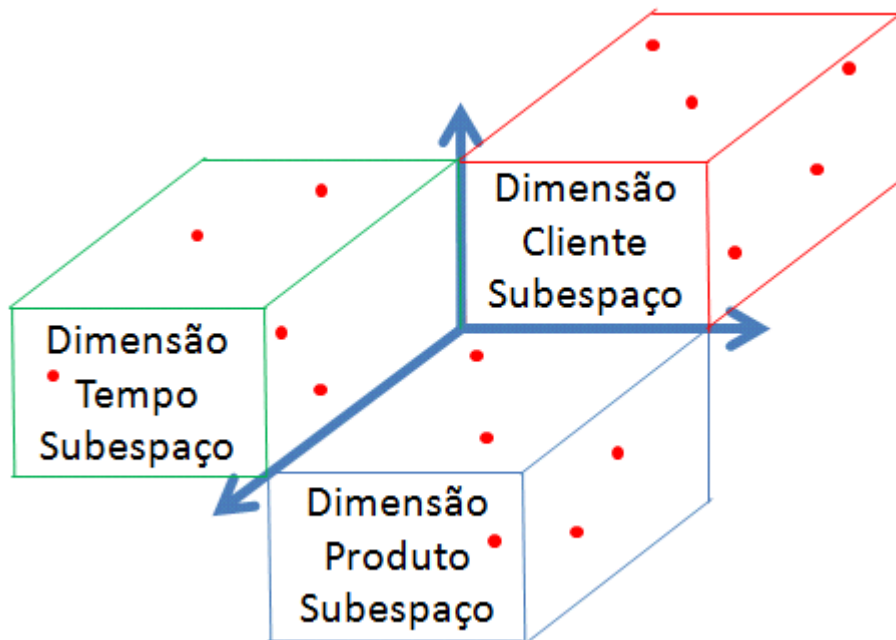 Dimensão
Cliente
Subespaço
Dimensão
Tempo
Subespaço
Dimensão
Produto
Subespaço